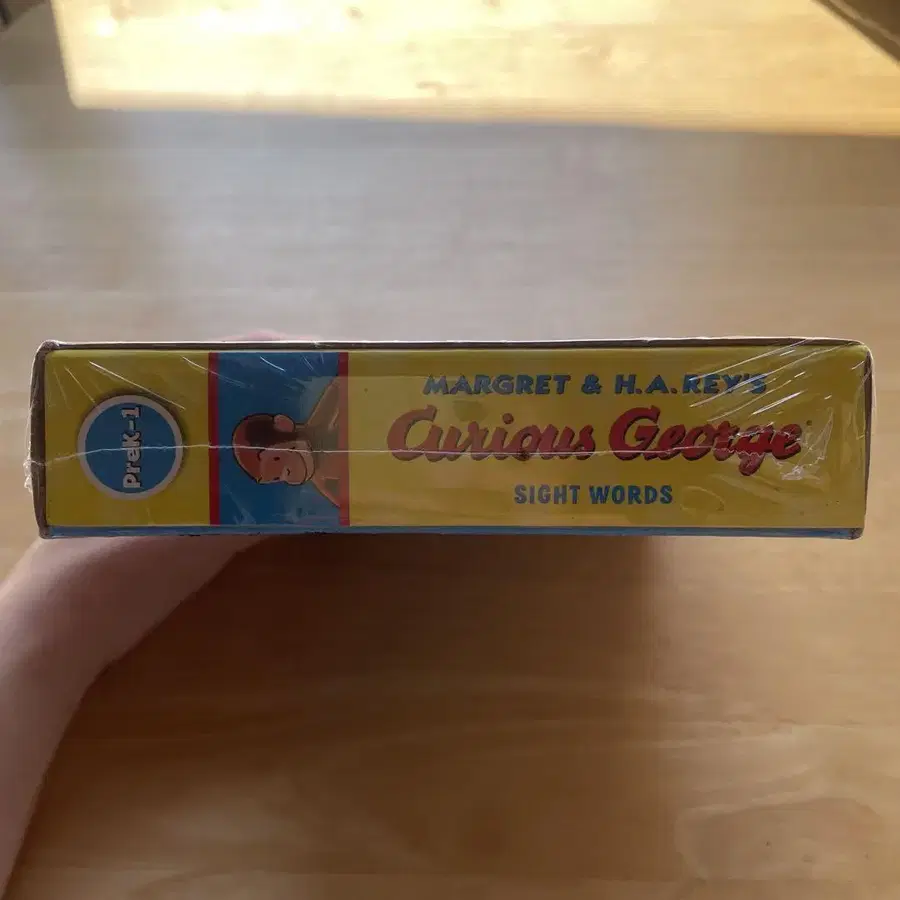 PreK–1
MARGRET & H.A.REY'S
Curious George
SIGHT WORDS